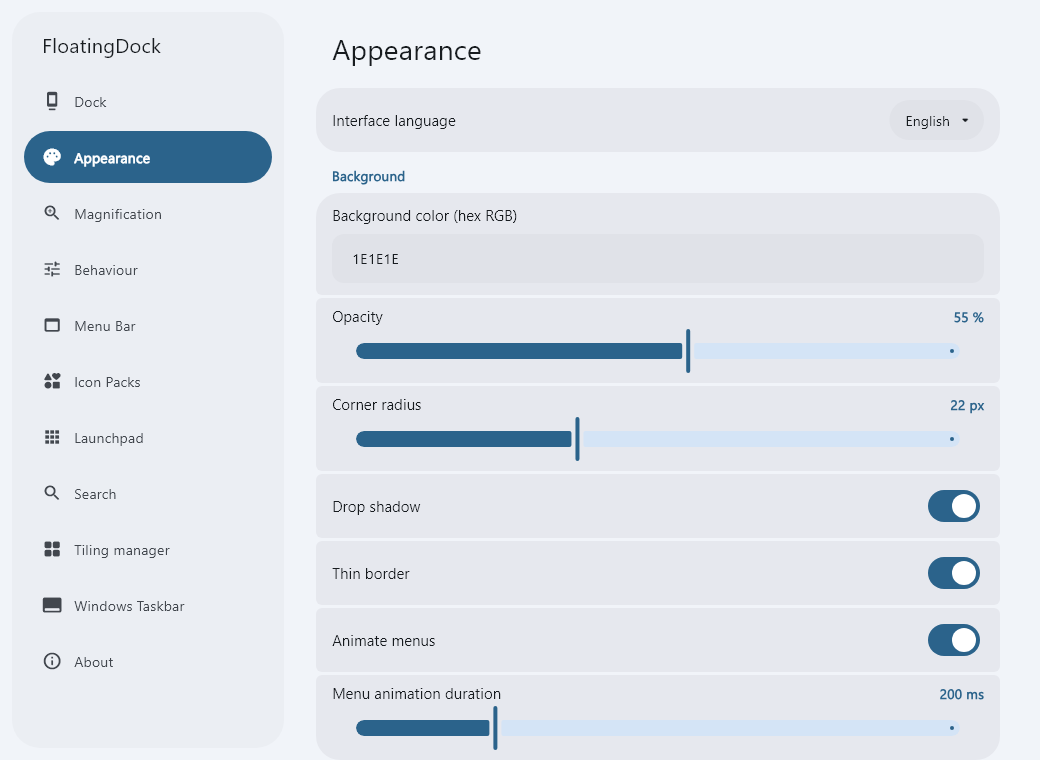 FloatingDock
Dock
Appearance
Magnification
Behaviour
Menu Bar
Icon Packs
Launchpad
Search
Tiling manager
Windows Taskbar
About
Appearance
Interface language
English
Background
Background color (hex RGB)
1E1E1E
Opacity
55 %
Corner radius
22 px
Drop shadow
Thin border
Animate menus
Menu animation duration
200 ms